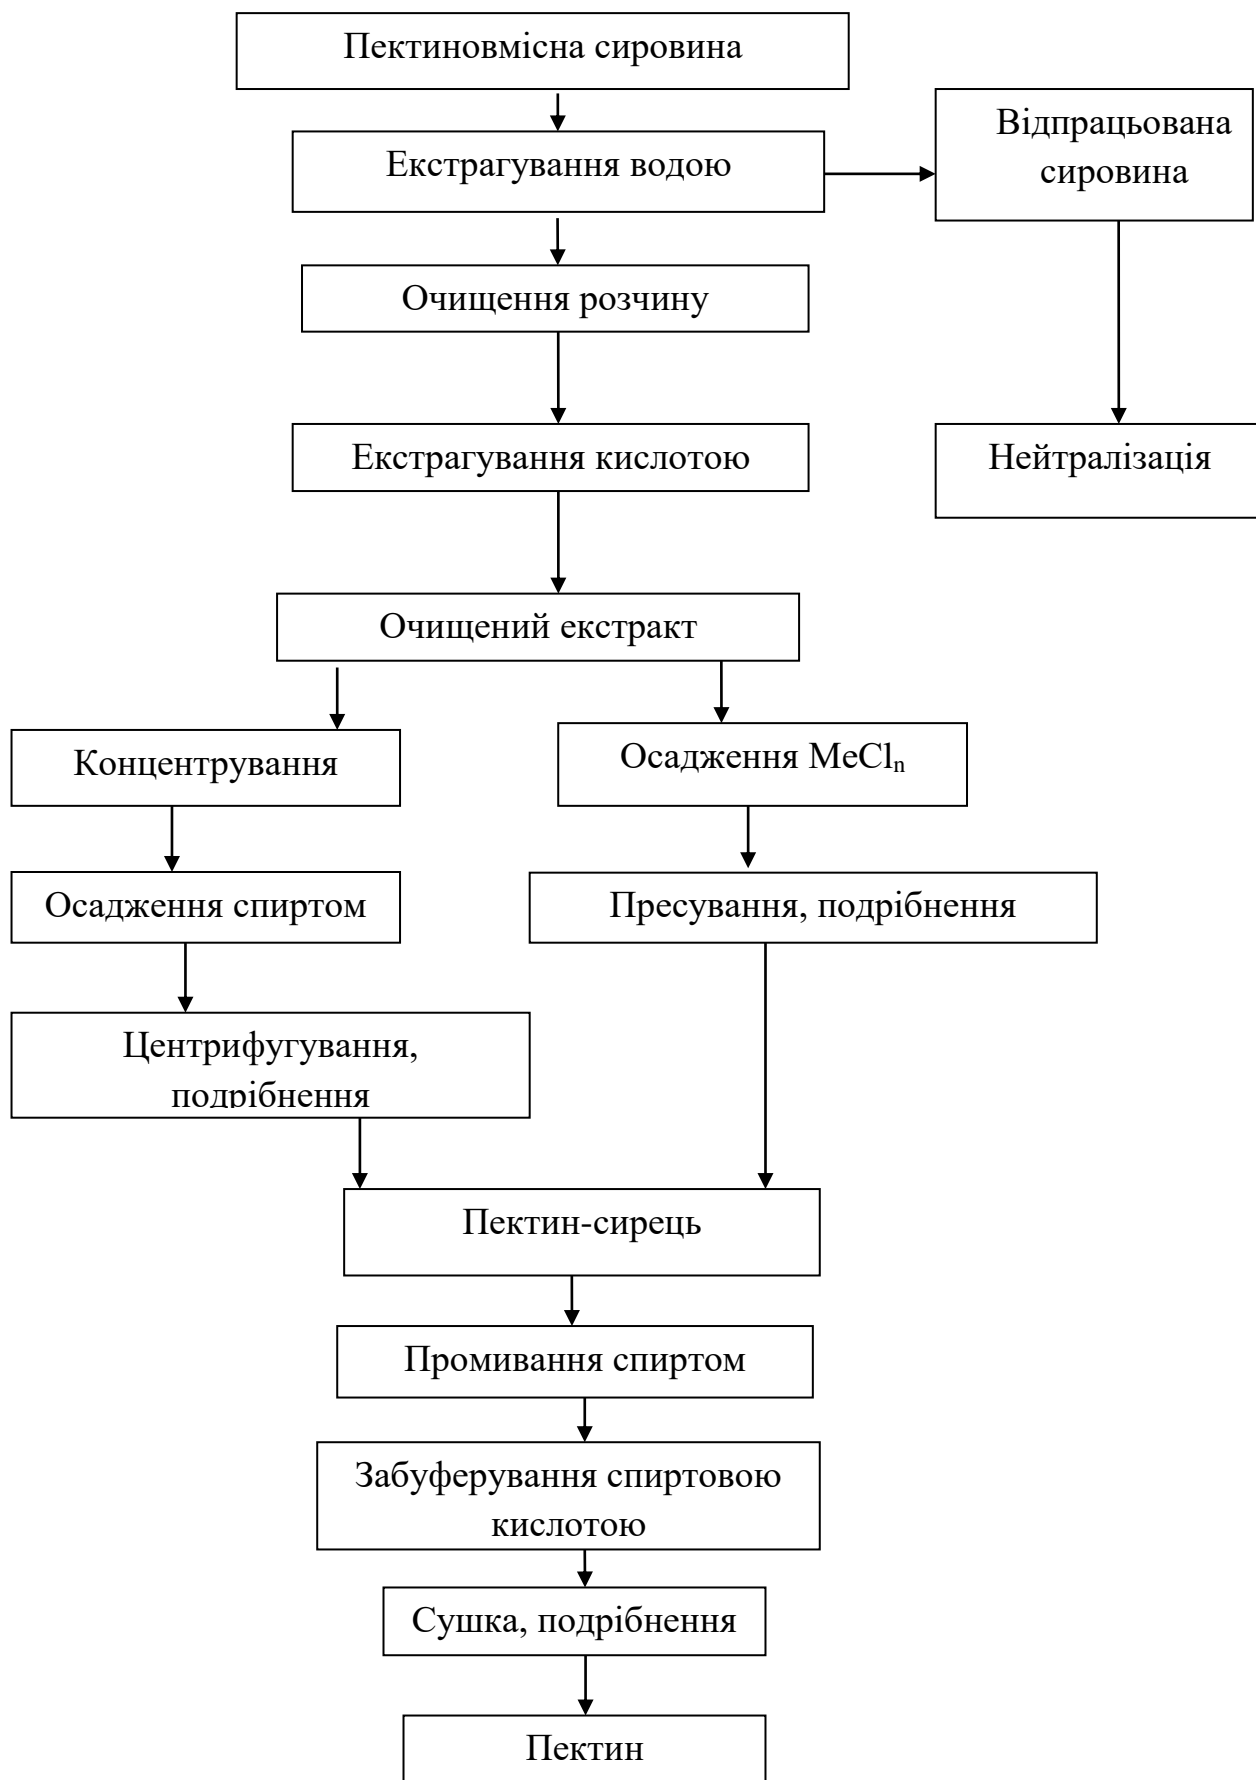 Пектиновмісна сировина
Відпрацьована
сировина
Екстрагування водою
Очищення розчину
Екстрагування кислотою
Нейтралізація
Очищений екстракт
Концентрування
Осадження MeClₙ
Осадження спиртом
Пресування, подрібнення
Центрифугування,
подрібнення
Пектин-сирець
Промивання спиртом
Забуферування спиртовою
кислотою
Сушка, подрібнення
Пектин